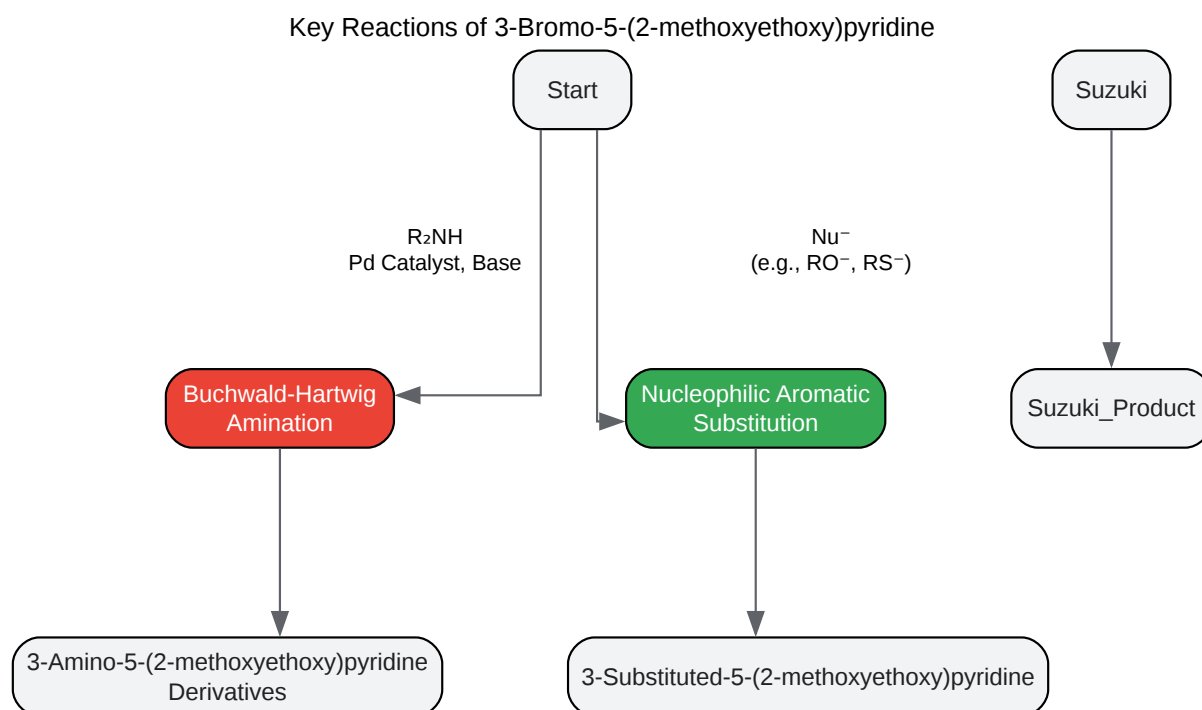 Key Reactions of 3-Bromo-5-(2-methoxyethoxy)pyridine
Start
Suzuki
R₂NH
Pd Catalyst, Base
Nu⁻
(e.g., RO⁻, RS⁻)
Buchwald-Hartwig
Amination
Nucleophilic Aromatic
Substitution
Suzuki_Product
3-Amino-5-(2-methoxyethoxy)pyridine
Derivatives
3-Substituted-5-(2-methoxyethoxy)pyridine